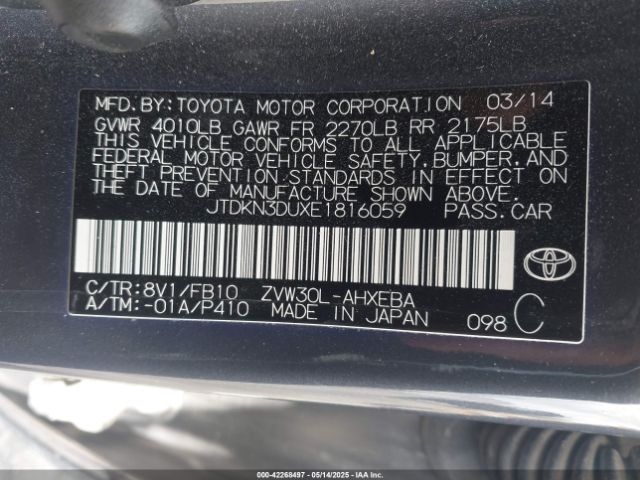 MFD.BY:TOYOTA MOTOR CORPORATION 03/14
GVWR 4010LB GAWR FR 2270LB RR 2175LB
THIS VEHICLE CONFORMS TO ALL APPLICABLE
FEDERAL MOTOR VEHICLE SAFETY,BUMPER,AND
THEFT PREVENTION STANDARDS IN EFFECT ON
THE DATE OF MANUFACTURE SHOWN ABOVE.
JTDKN3DUXE1816059 PASS.CAR
C/TR:8V1/FB10 ZVW30L-AHXEBA
A/TM:-01A/P410 MADE IN JAPAN 098 C
000-42268497 - 05/14/2025 - IAAI.COM